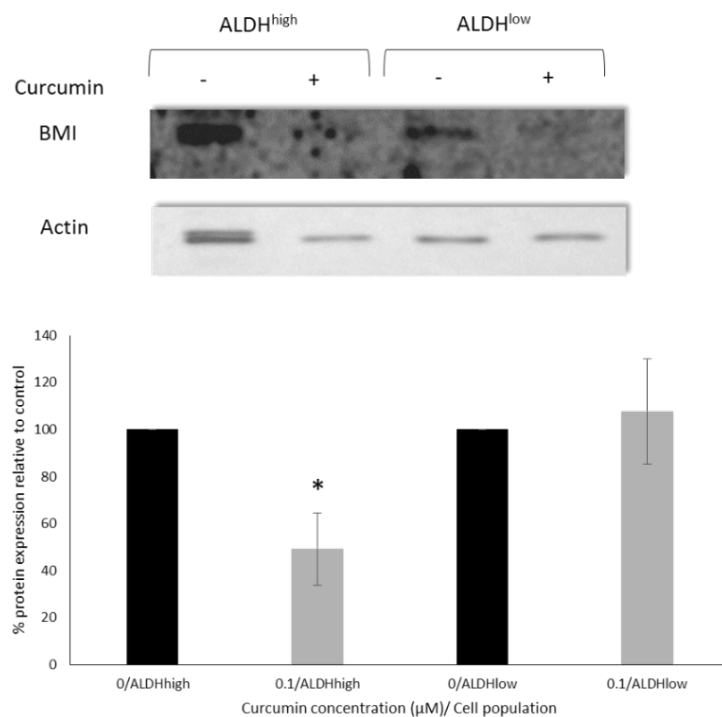 ALDHhigh ALDHlow
Curcumin - + - +
BMI
Actin
140
120
100
80
60
40
20
0
*
% protein expression relative to control
0/ALDHhigh 0.1/ALDHhigh 0/ALDHlow 0.1/ALDHlow
Curcumin concentration (µM)/ Cell population